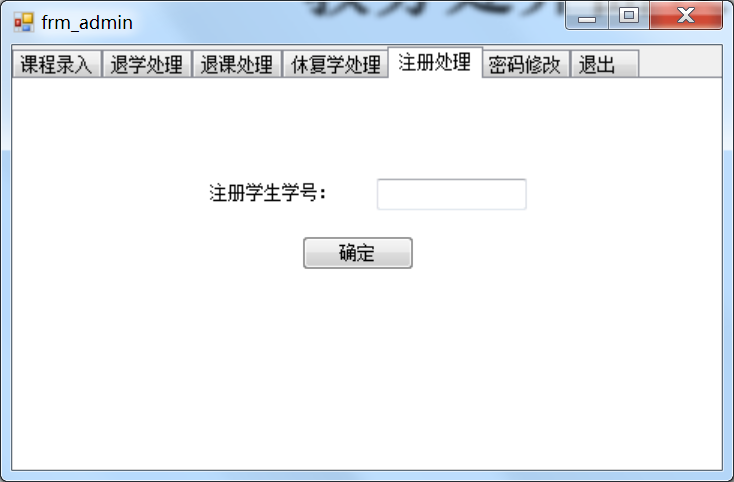 frm_admin
课程录入 退学处理 退课处理 休复学处理 注册处理 密码修改 退出
注册学生学号：
确定